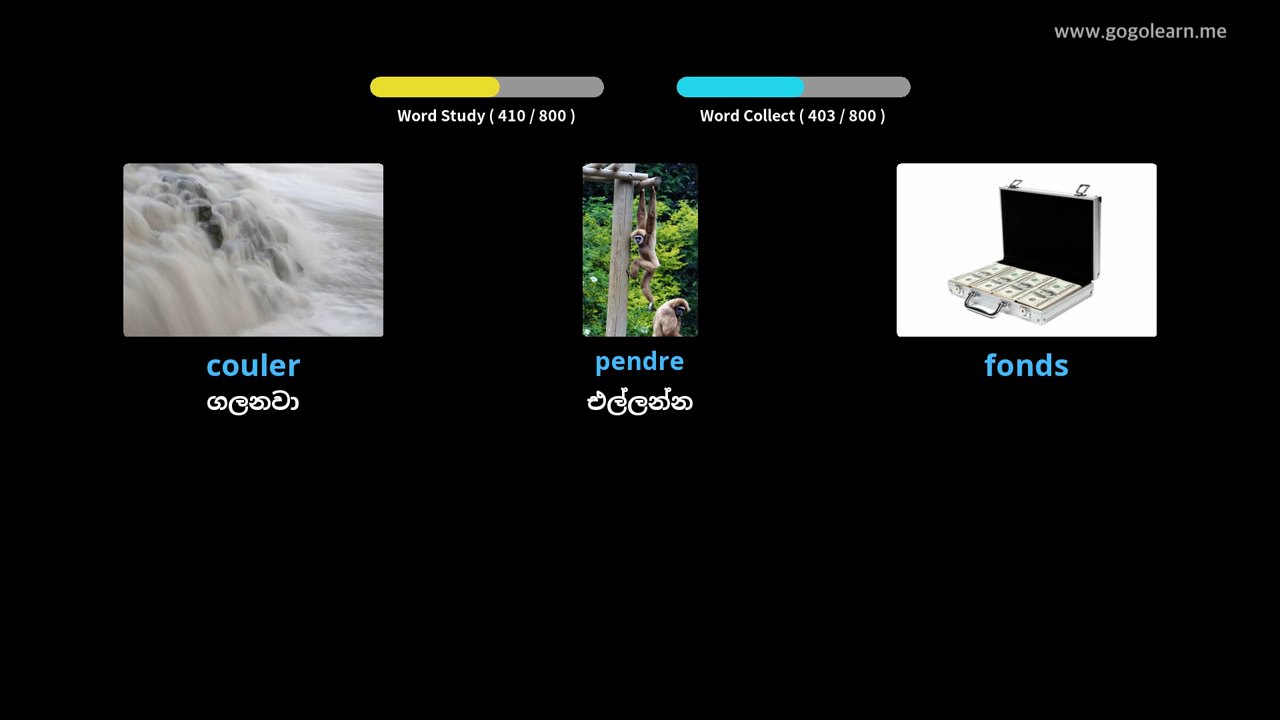 www.gogolearn.me
Word Study ( 410 / 800 )
Word Collect ( 403 / 800 )
couler
ගලනවා
pendre
එල්ලන්න
fonds